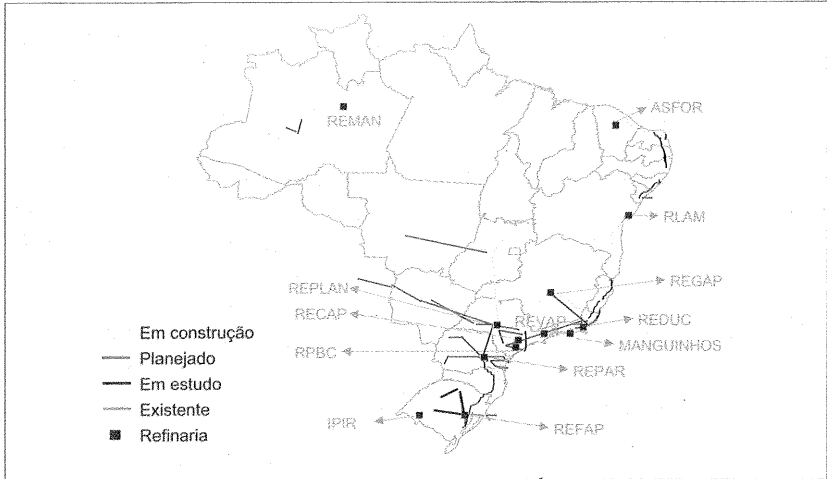 ASFOR
REMAN
RLAM
REGAP
REPLAN
REVAP
REDUC
RECAP
MANGUINHOS
RPBC
REPAR
IPIR
REFAP
Em construção
Planejado
Em estudo
Existente
Refinaria